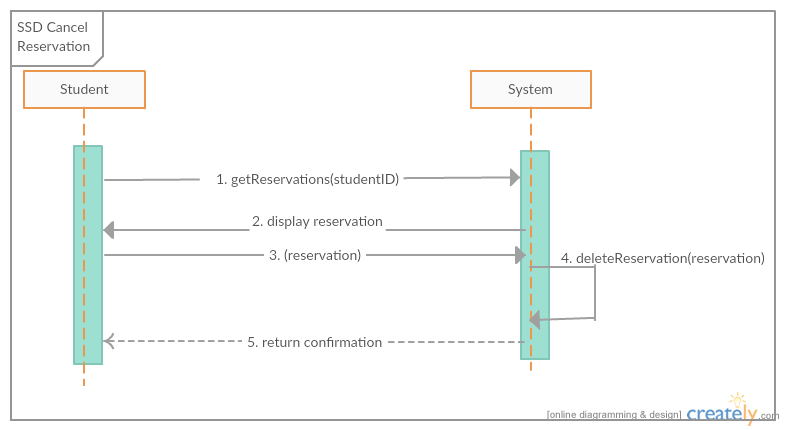 SSD Cancel
Reservation
Student
System
1. getReservations(studentID)
2. display reservation
3. (reservation)
4. deleteReservation(reservation)
5. return confirmation
[online diagramming & design] creately.com